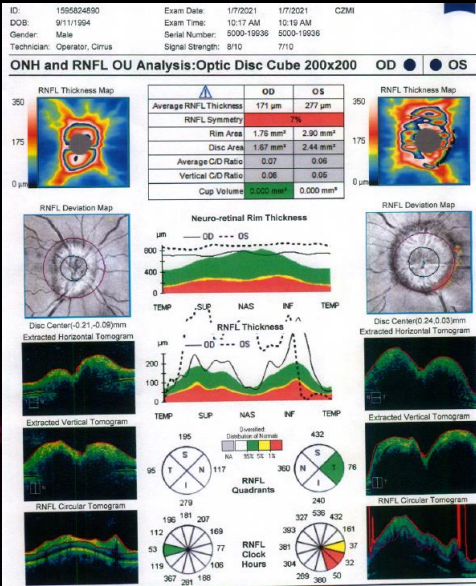 ID: 1595824890 Exam Date: 1/7/2021 1/7/2021 CZMI
DOB: 9/11/1994 Exam Time: 10:17 AM 10:19 AM
Gender: Male Serial Number: 5000-19936 5000-19936
Technician: Operator, Cirrus Signal Strength: 8/10 7/10
ONH and RNFL OU Analysis:Optic Disc Cube 200x200 OD OS
RNFL Thickness Map
350
175
0 µm
OD OS
Average RNFL Thickness 171 µm 277 µm
RNFL Symmetry 7%
Rim Area 1.76 mm² 2.90 mm²
Disc Area 1.67 mm² 2.44 mm²
Average C/D Ratio 0.07 0.06
Vertical C/D Ratio 0.06 0.05
Cup Volume 0.000 mm³ 0.000 mm³
RNFL Thickness Map
350
175
0 µm
RNFL Deviation Map
Disc Center(-0.21,-0.09)mm
Neuro-retinal Rim Thickness
µm OD OS
800
400
0
TEMP SUP NAS INF TEMP
RNFL Deviation Map
Disc Center(0.24,0.03)mm
Extracted Horizontal Tomogram
RNFL Thickness
µm OD OS
200
100
0
TEMP SUP NAS INF TEMP
Extracted Horizontal Tomogram
Extracted Vertical Tomogram
Diversified:
Distribution of Normals
NA 95% 5% 1%
195
95 S T N I 117
279
RNFL
Quadrants
432
360 S N T I 76
240
Extracted Vertical Tomogram
RNFL Circular Tomogram
196 181 207
112 169
53 77
119 106
367 281 188
RNFL
Clock
Hours
327 536 432
393 161
381 37
304 32
289 380 50
RNFL Circular Tomogram